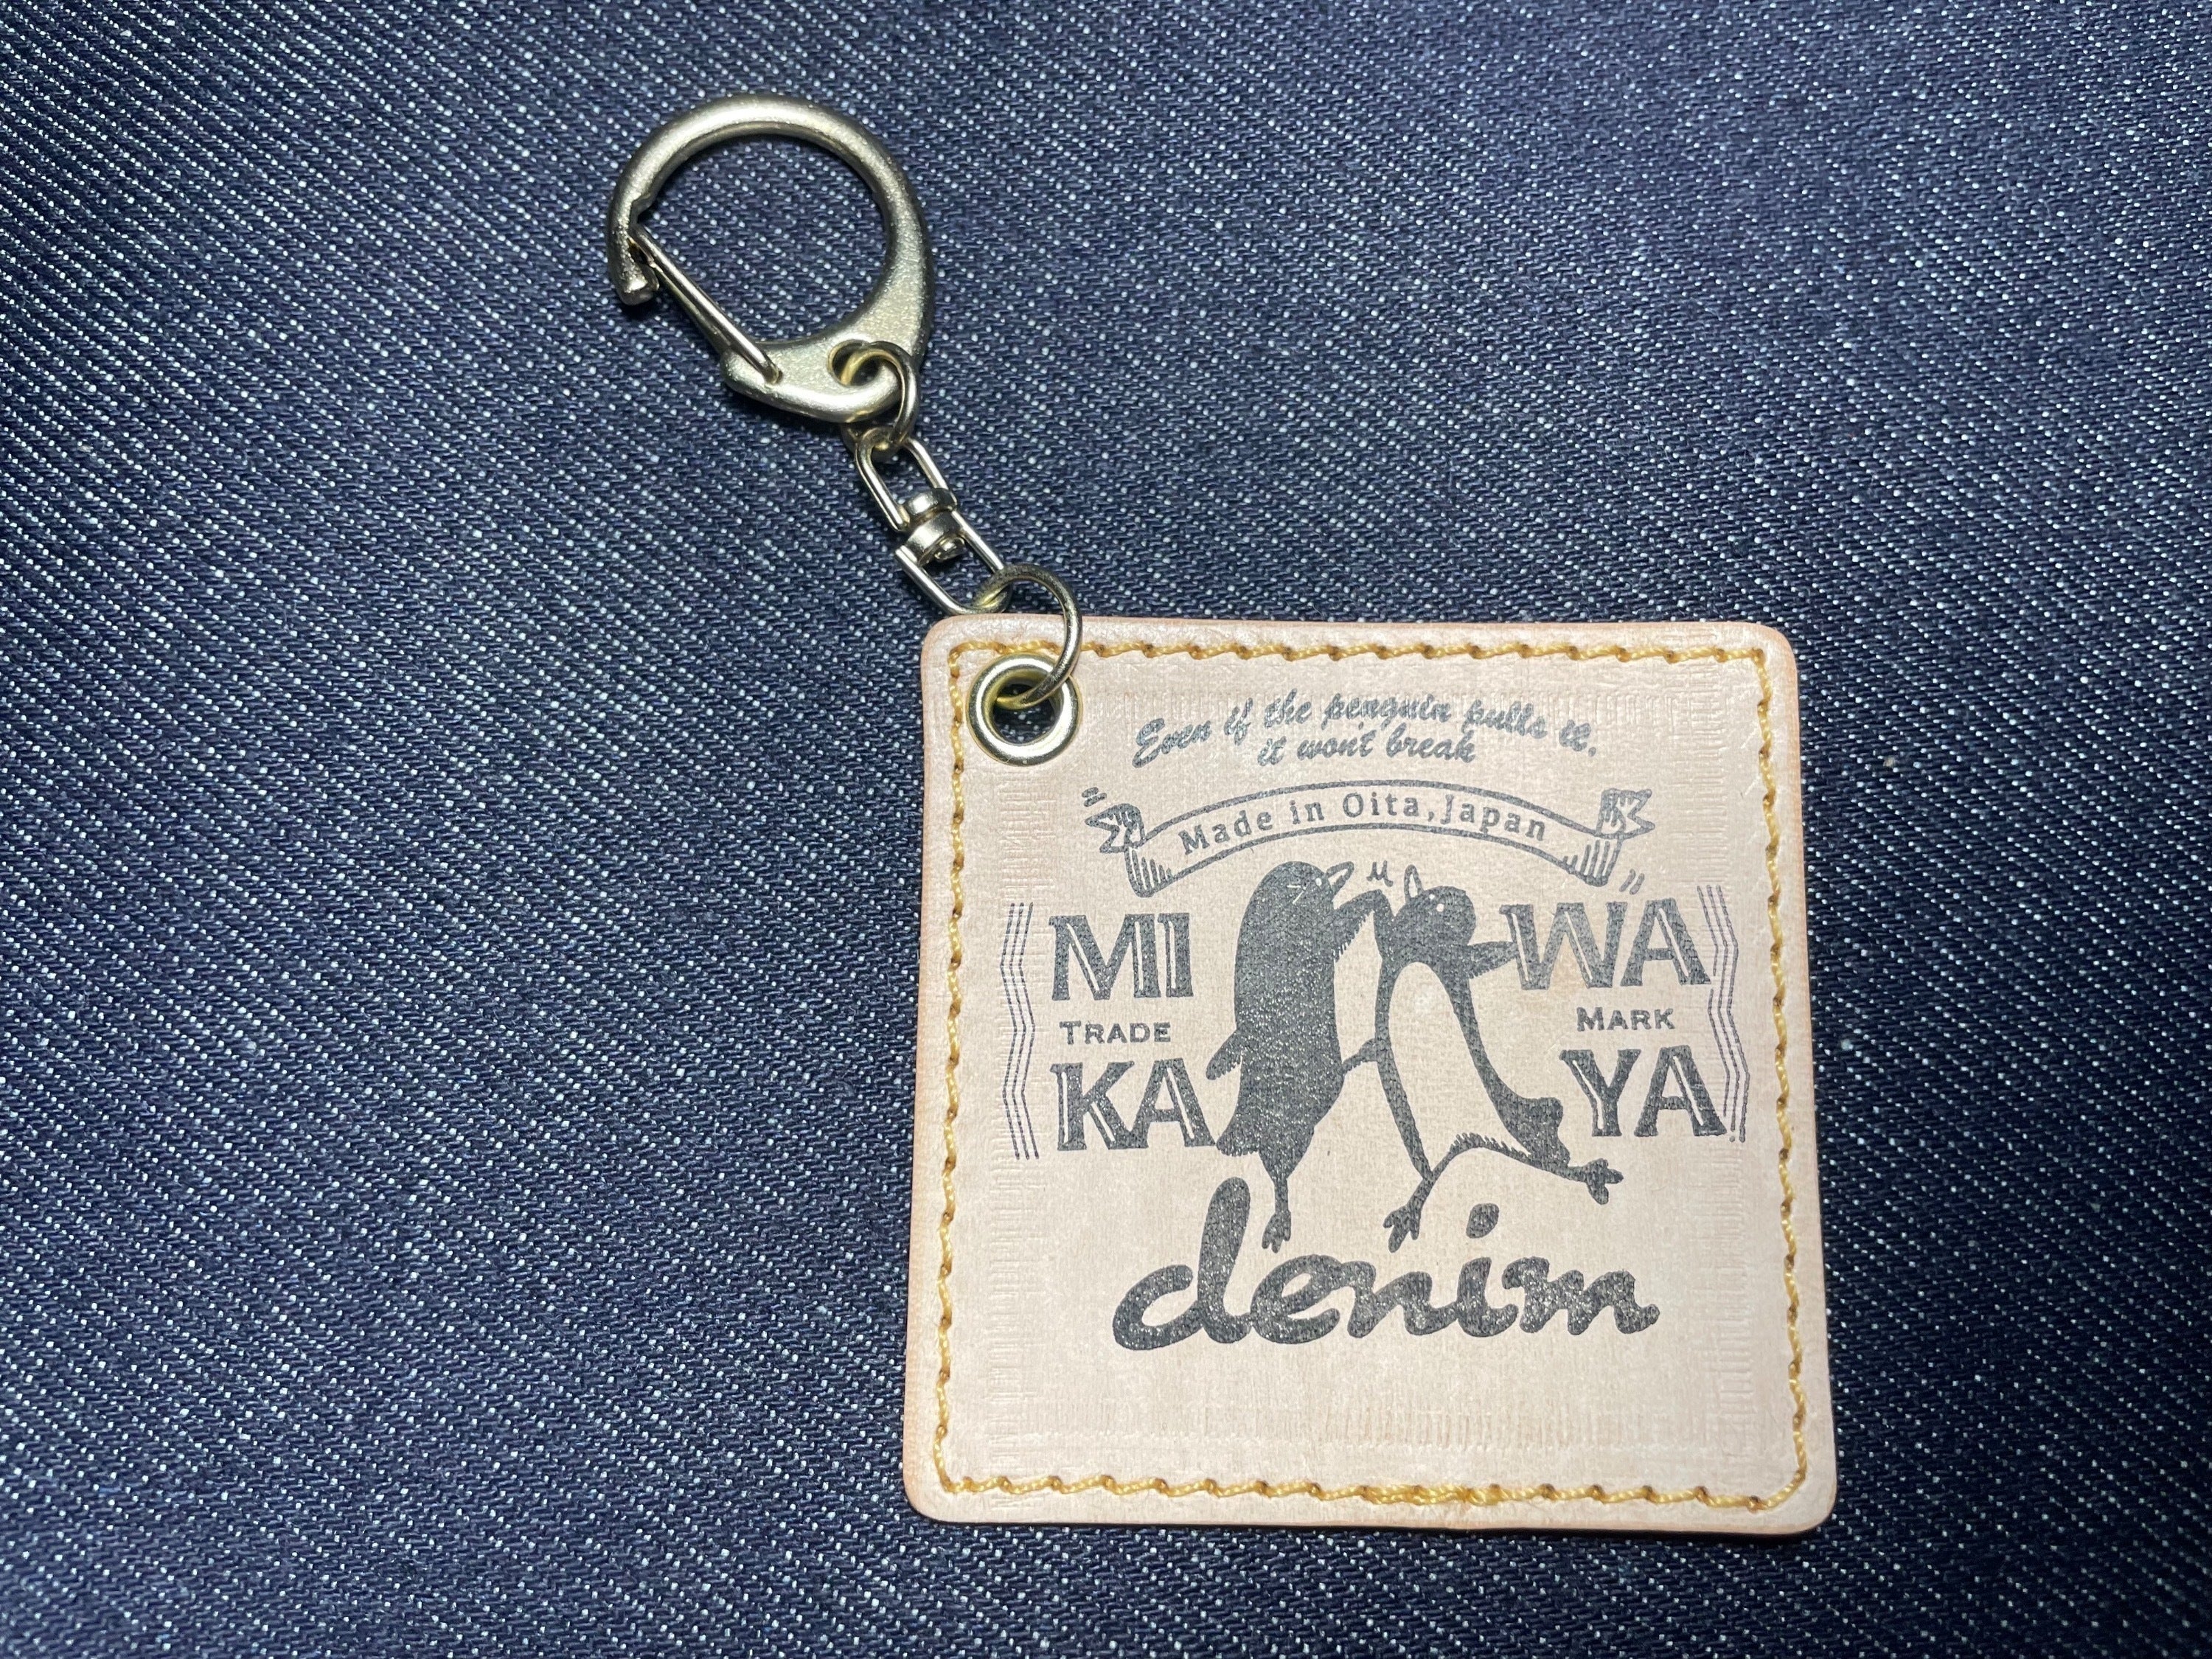 Even if the penguin pulls it,
it won't break
Made in Oita, Japan
MI WA
TRADE MARK
KA YA
denim